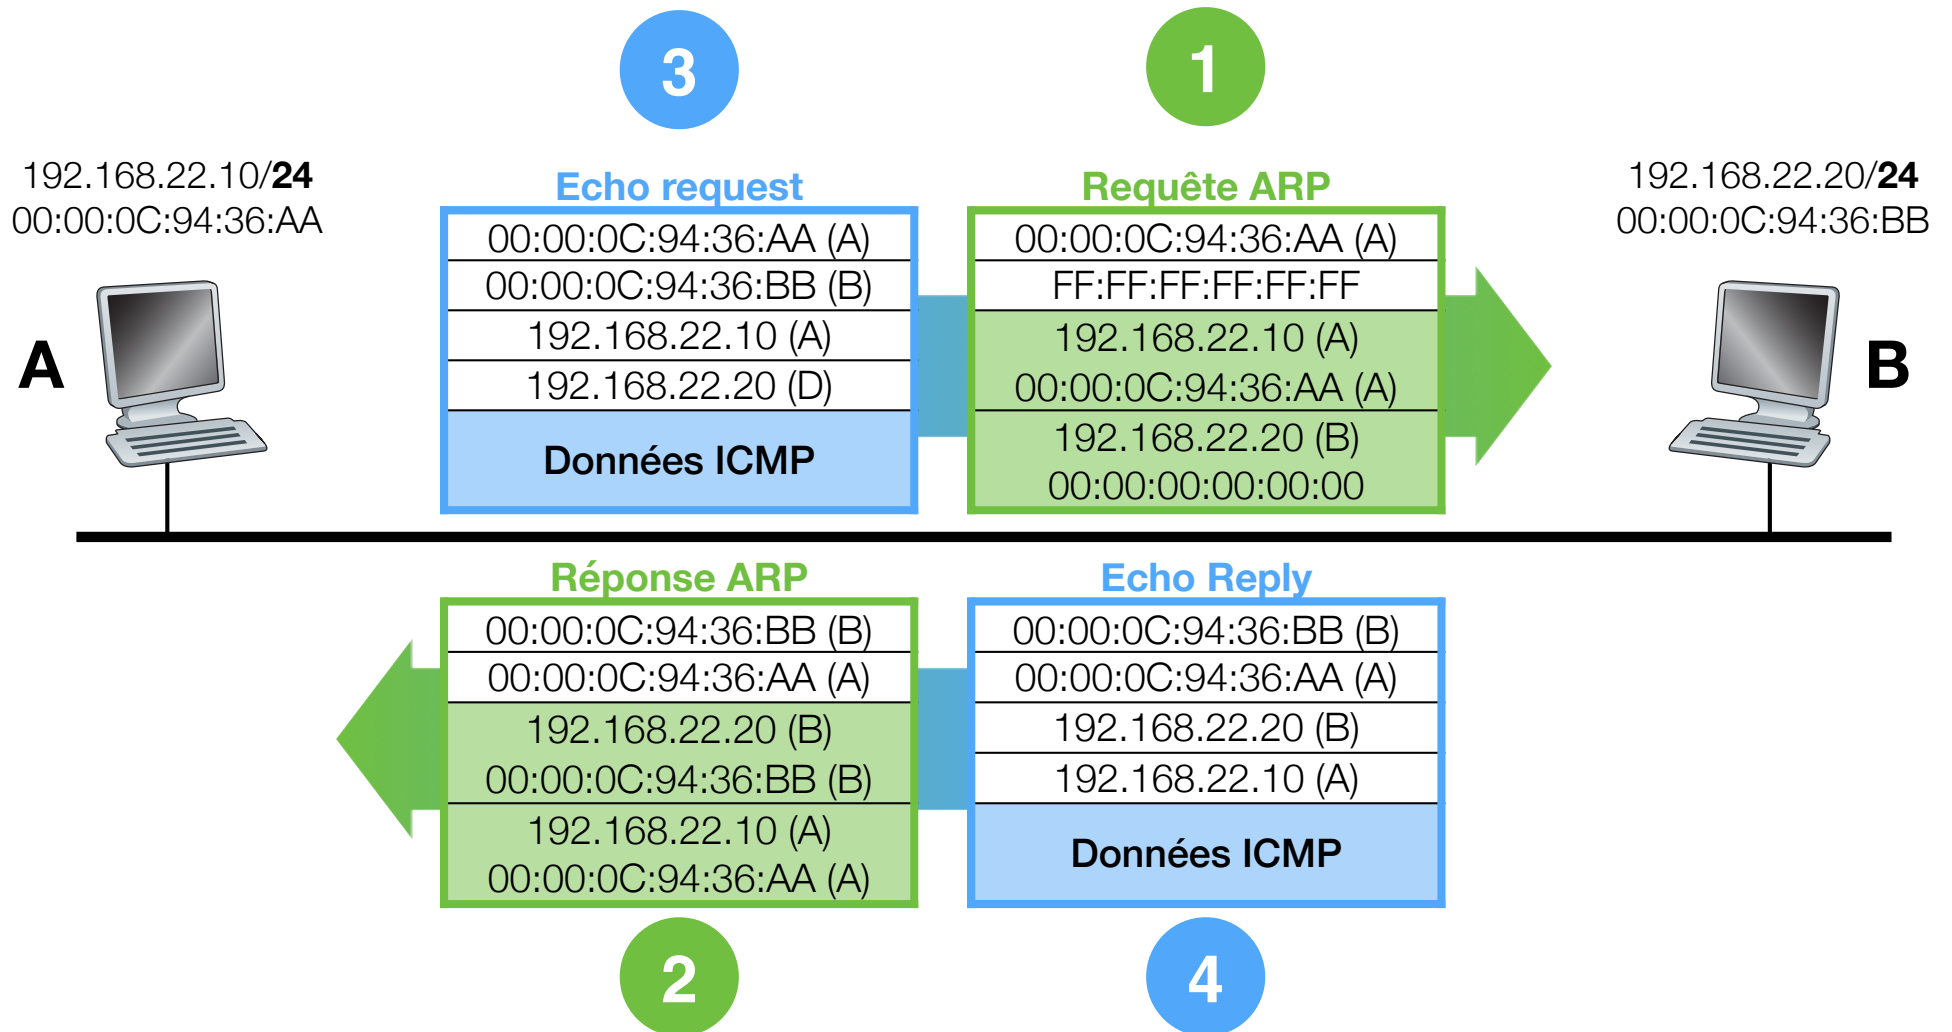 3
1
192.168.22.10/24
00:00:0C:94:36:AA
A
Echo request
00:00:0C:94:36:AA (A)
00:00:0C:94:36:BB (B)
192.168.22.10 (A)
192.168.22.20 (D)
Données ICMP
Requête ARP
00:00:0C:94:36:AA (A)
FF:FF:FF:FF:FF:FF
192.168.22.10 (A)
00:00:0C:94:36:AA (A)
192.168.22.20 (B)
00:00:00:00:00:00
192.168.22.20/24
00:00:0C:94:36:BB
B
Réponse ARP
00:00:0C:94:36:BB (B)
00:00:0C:94:36:AA (A)
192.168.22.20 (B)
00:00:0C:94:36:BB (B)
192.168.22.10 (A)
00:00:0C:94:36:AA (A)
Echo Reply
00:00:0C:94:36:BB (B)
00:00:0C:94:36:AA (A)
192.168.22.20 (B)
192.168.22.10 (A)
Données ICMP
2
4